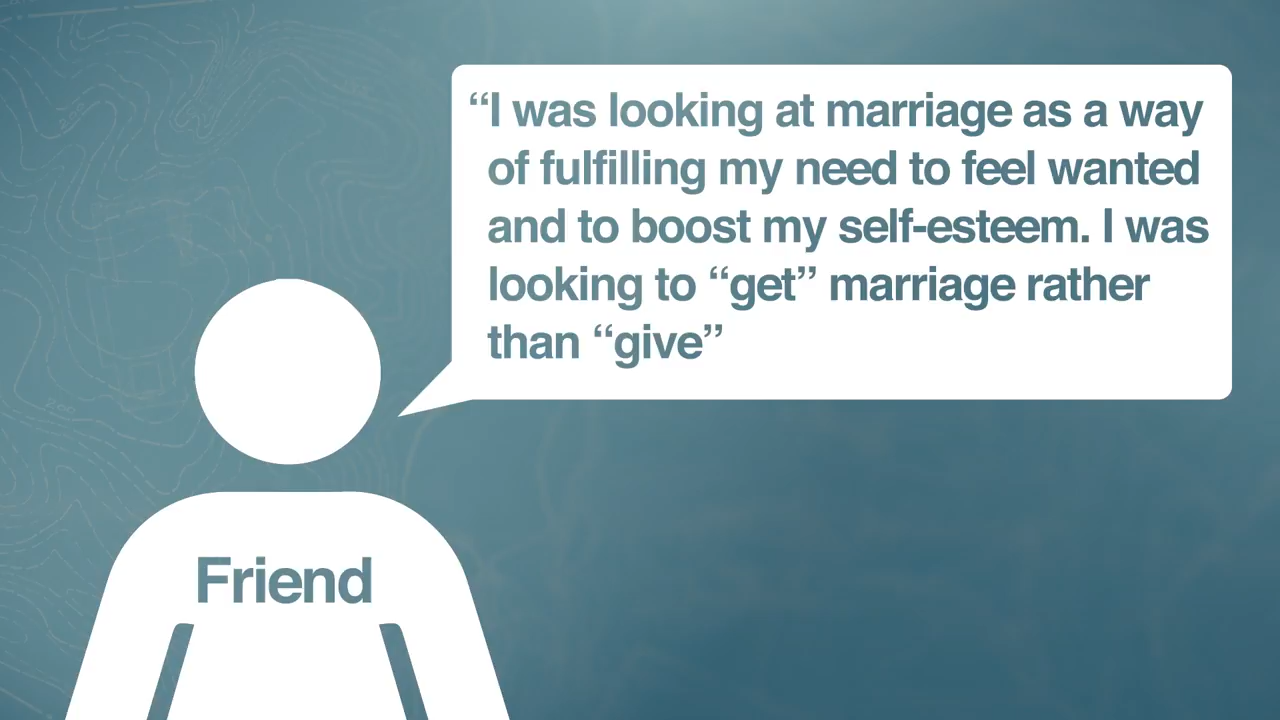 “I was looking at marriage as a way
of fulfilling my need to feel wanted
and to boost my self-esteem. I was
looking to “get” marriage rather
than “give”
Friend